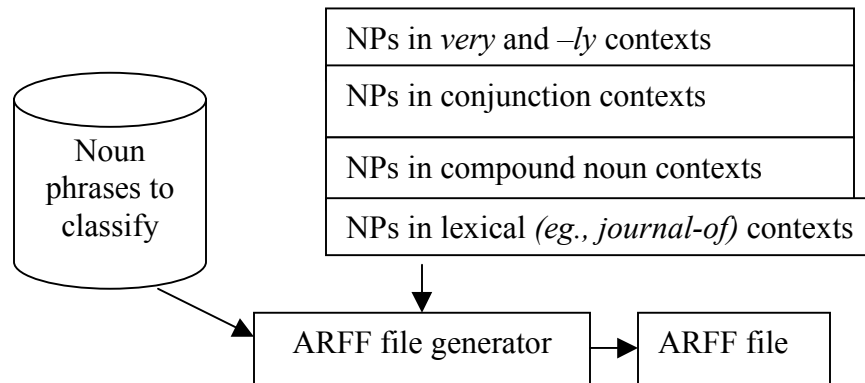 NPs in very and –ly contexts
NPs in conjunction contexts
Noun
phrases to
classify
NPs in compound noun contexts
NPs in lexical (eg., journal-of) contexts
ARFF file generator
ARFF file